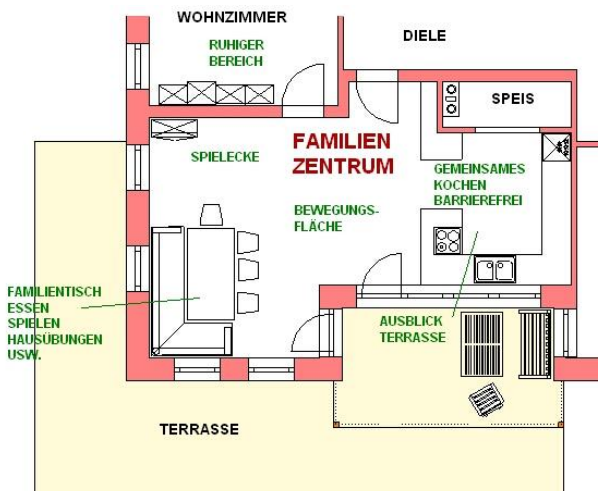 WOHNZIMMER
RUHIGER
BEREICH
DIELE
SPEIS
SPIELECKE
FAMILIEN
ZENTRUM
GEMEINSAMES
KOCHEN
BARRIEREFREI
BEWEGUNGS-
FLÄCHE
FAMILIENTISCH
ESSEN
SPIELEN
HAUSÜBUNGEN
USW.
AUSBLICK
TERRASSE
TERRASSE